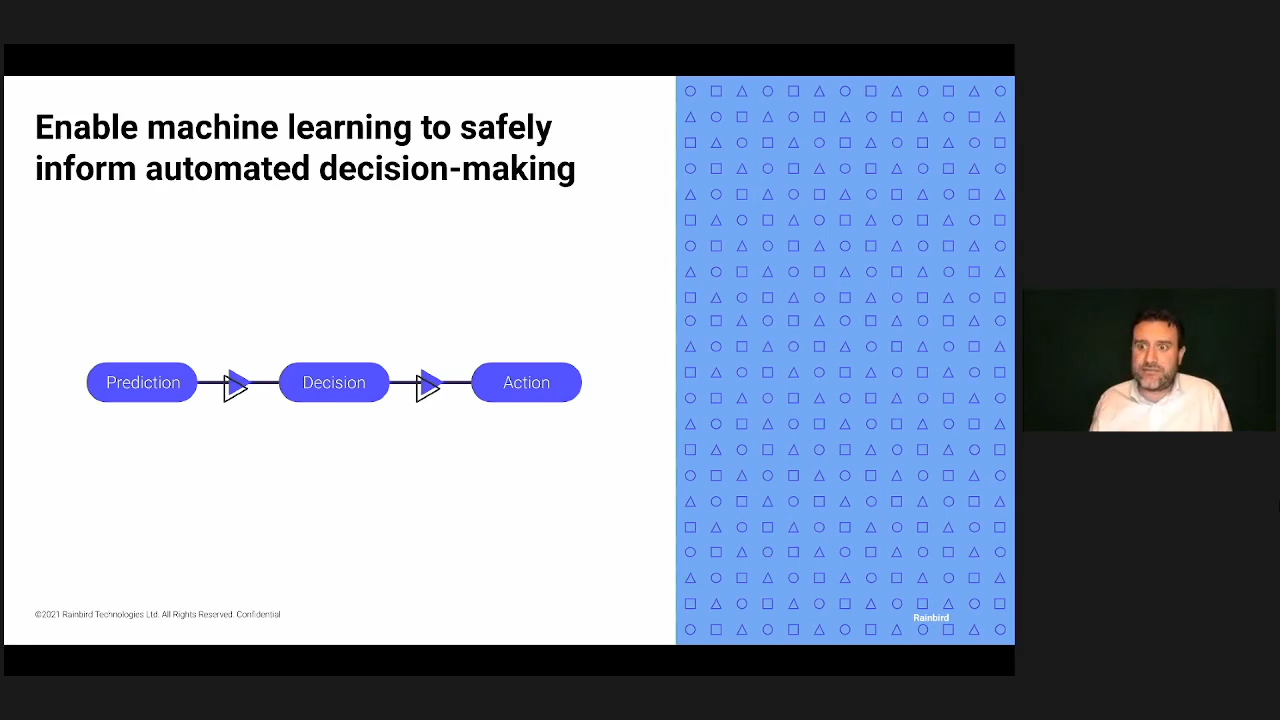 Enable machine learning to safely
inform automated decision-making
Prediction
Decision
Action
©2021 Rainbird Technologies Ltd. All Rights Reserved. Confidential
Rainbird